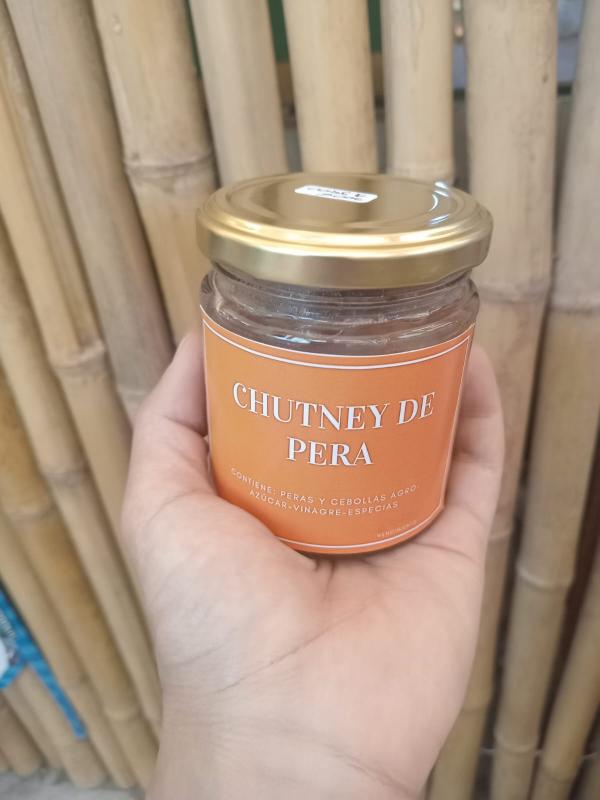 CHUTNEY DE
PERA
CONTIENE: PERAS Y CEBOLLAS AGRO-
AZÚCAR-VINAGRE-ESPECIAS